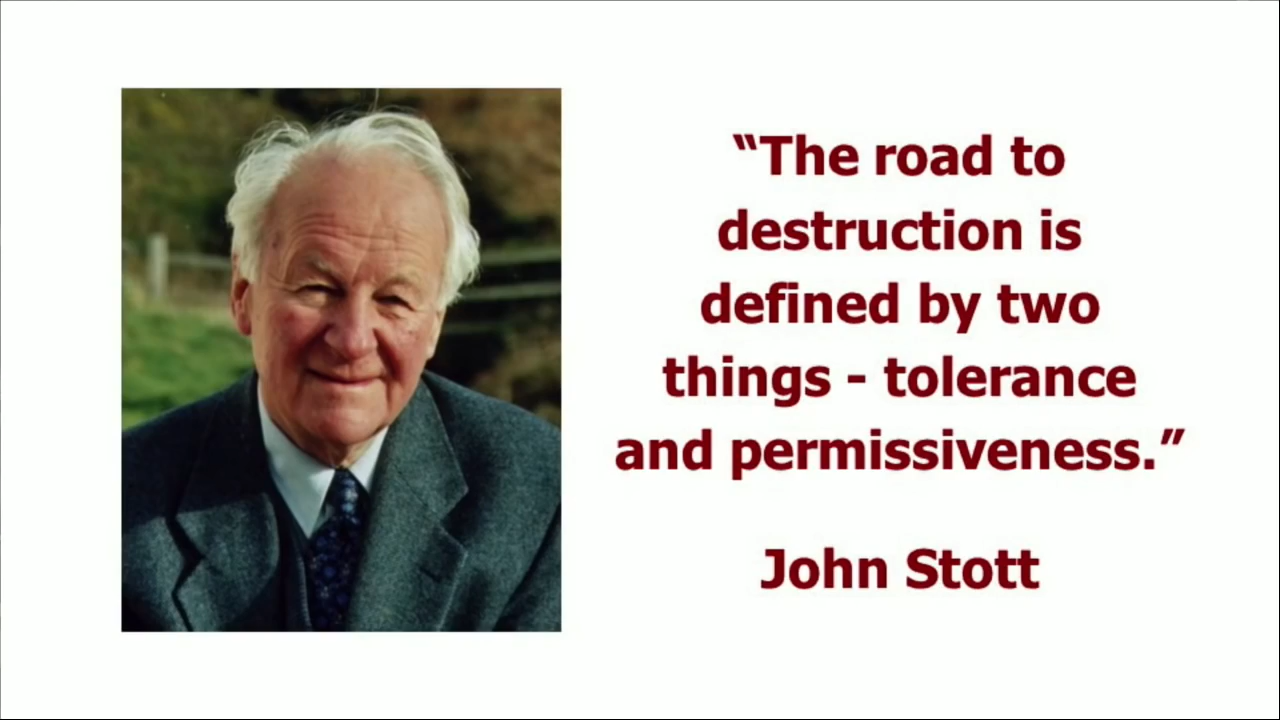 “The road to
destruction is
defined by two
things - tolerance
and permissiveness.”
John Stott